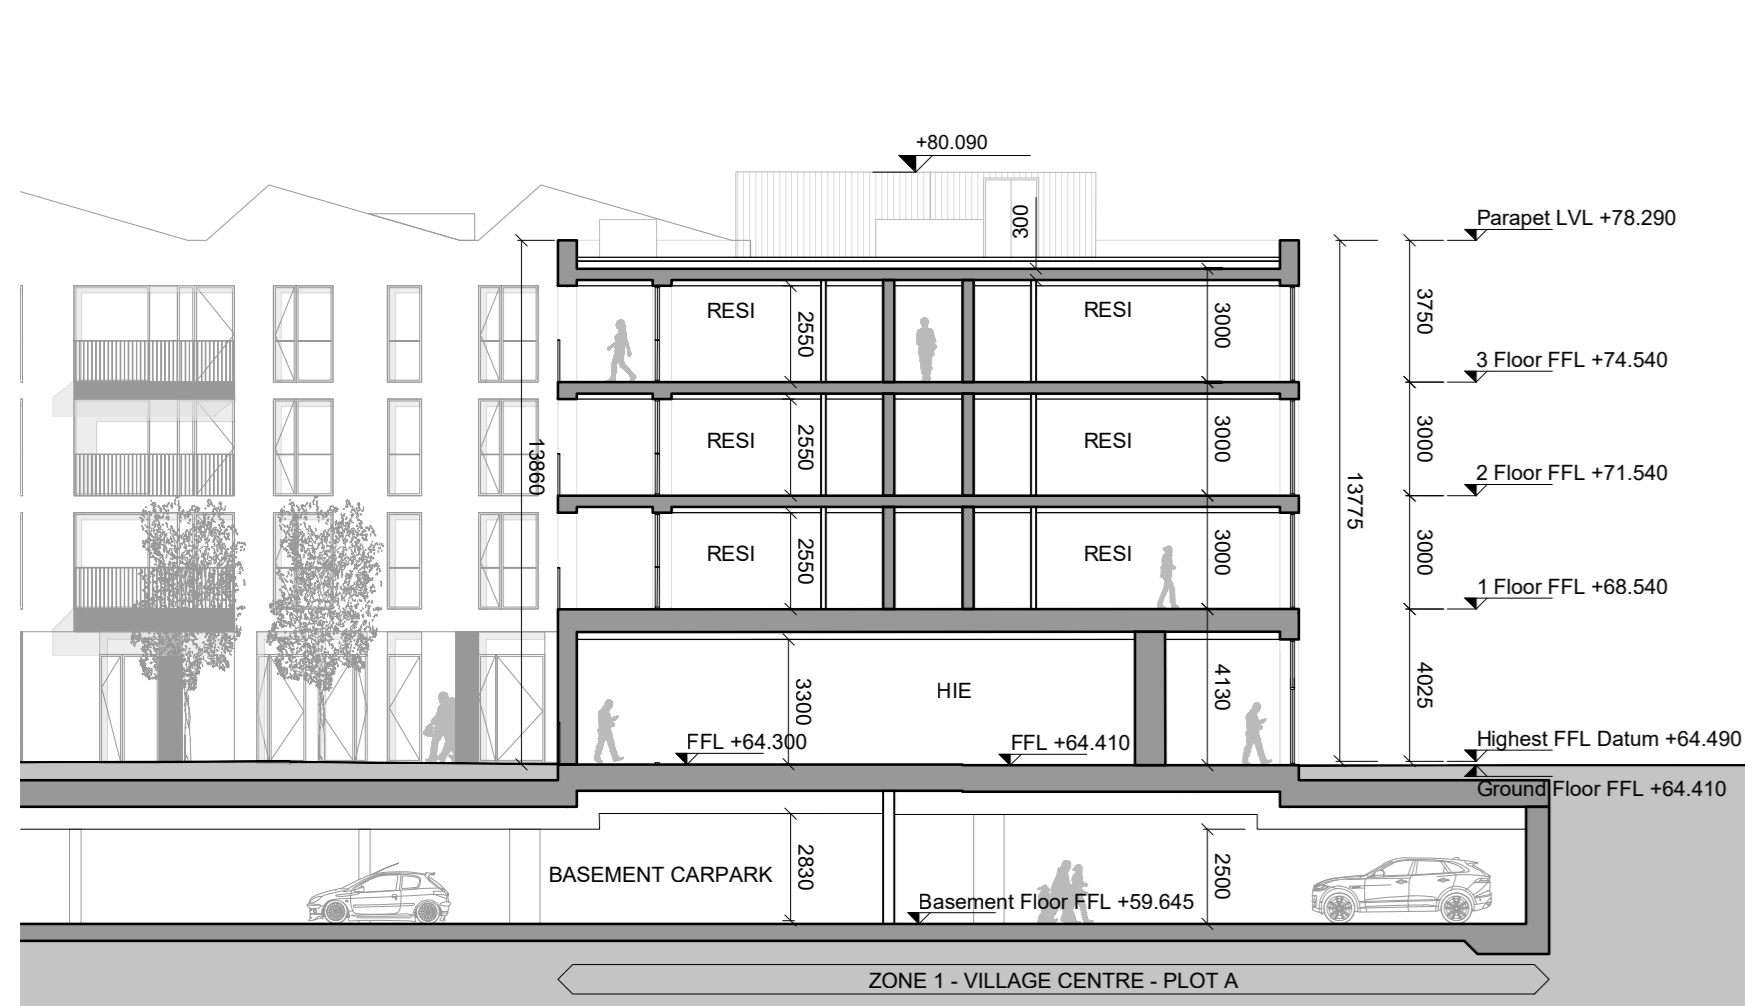 +80.090
300
Parapet LVL +78.290
RESI
2550
RESI
3000
3750
3 Floor FFL +74.540
13860
RESI
2550
RESI
3000
3000
2 Floor FFL +71.540
13775
RESI
2550
RESI
3000
3000
1 Floor FFL +68.540
3300
HIE
4130
4025
FFL +64.300
FFL +64.410
Highest FFL Datum +64.490
Ground Floor FFL +64.410
BASEMENT CARPARK
2830
2500
Basement Floor FFL +59.645
ZONE 1 - VILLAGE CENTRE - PLOT A